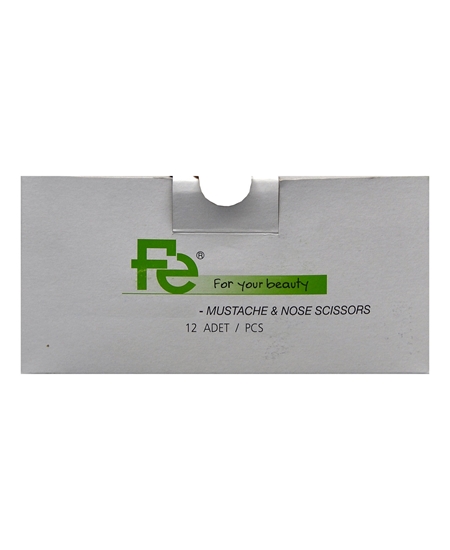 Fe®
For your beauty
- MUSTACHE & NOSE SCISSORS
12 ADET / PCS